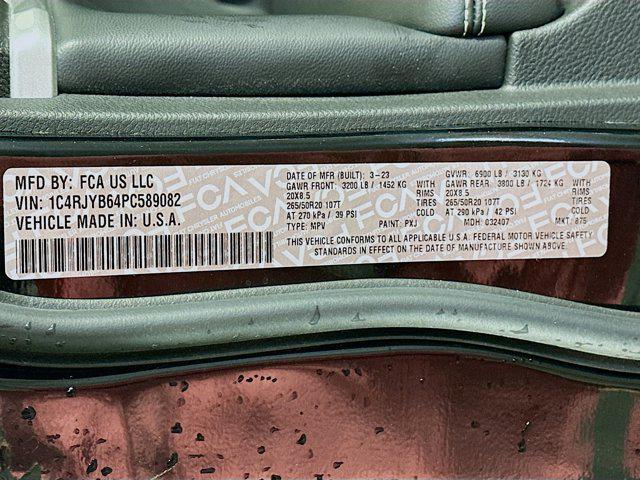 MFD BY: FCA US LLC
VIN: 1C4RJYB64PC589082
VEHICLE MADE IN: U.S.A.
DATE OF MFR (BUILT): 3-23 GVWR: 6900 LB / 3130 KG
GAWR FRONT: 3200 LB / 1452 KG WITH GAWR REAR: 3800 LB / 1724 KG WITH
20X8.5 RIMS 20X8.5 RIMS
265/50R20 107T TIRES 265/50R20 107T TIRES
AT 270 kPa / 39 PSI COLD AT 290 kPa / 42 PSI COLD
TYPE: MPV PAINT: PXJ MDH: 032407 MKT: 875
THIS VEHICLE CONFORMS TO ALL APPLICABLE U.S.A. FEDERAL MOTOR VEHICLE SAFETY
STANDARDS IN EFFECT ON THE DATE OF MANUFACTURE SHOWN ABOVE.